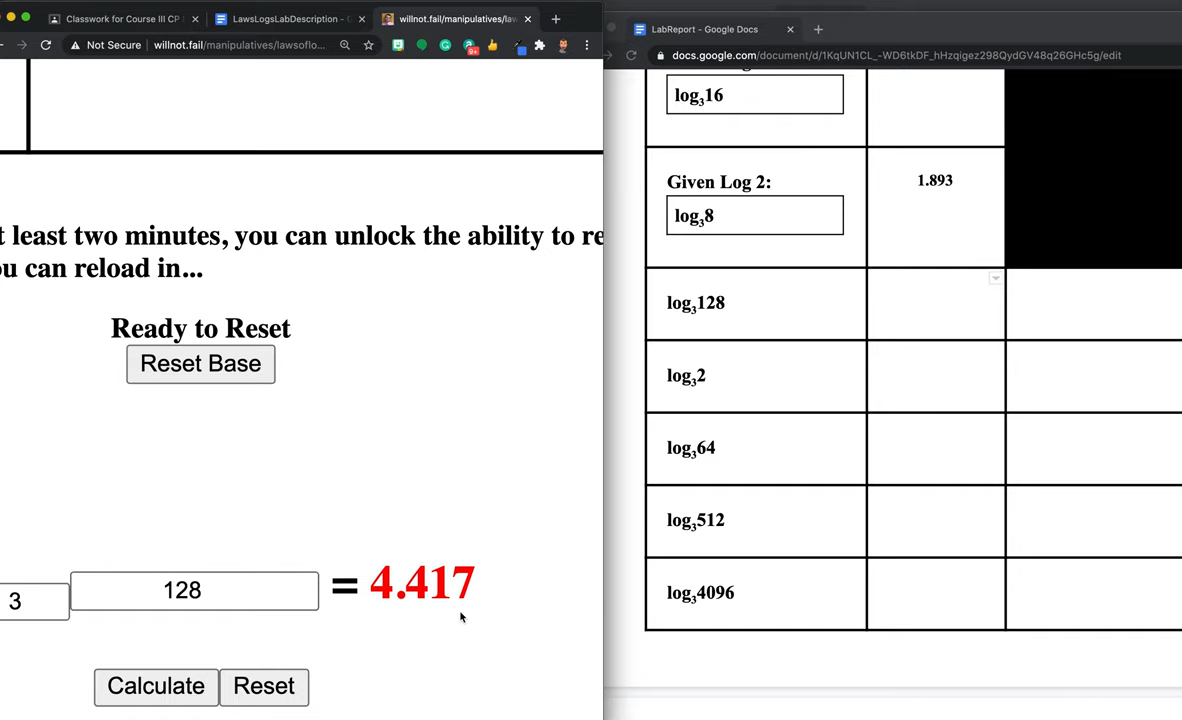 Classwork for Course III CP
LawsLogsLabDescription - G
willnot.fail/manipulatives/law
Not Secure
willnot.fail/manipulatives/lawsoflo...
LabReport - Google Docs
docs.google.com/document/d/1KqUN1CL_-WD6tkDF_hHzqigez298QydGV48q26GHc5g/edit
t least two minutes, you can unlock the ability to re
ou can reload in...
Ready to Reset
Reset Base
3
128
= 4.417
Calculate
Reset
log₃16
Given Log 2:
1.893
log₃8
log₃128
log₃2
log₃64
log₃512
log₃4096